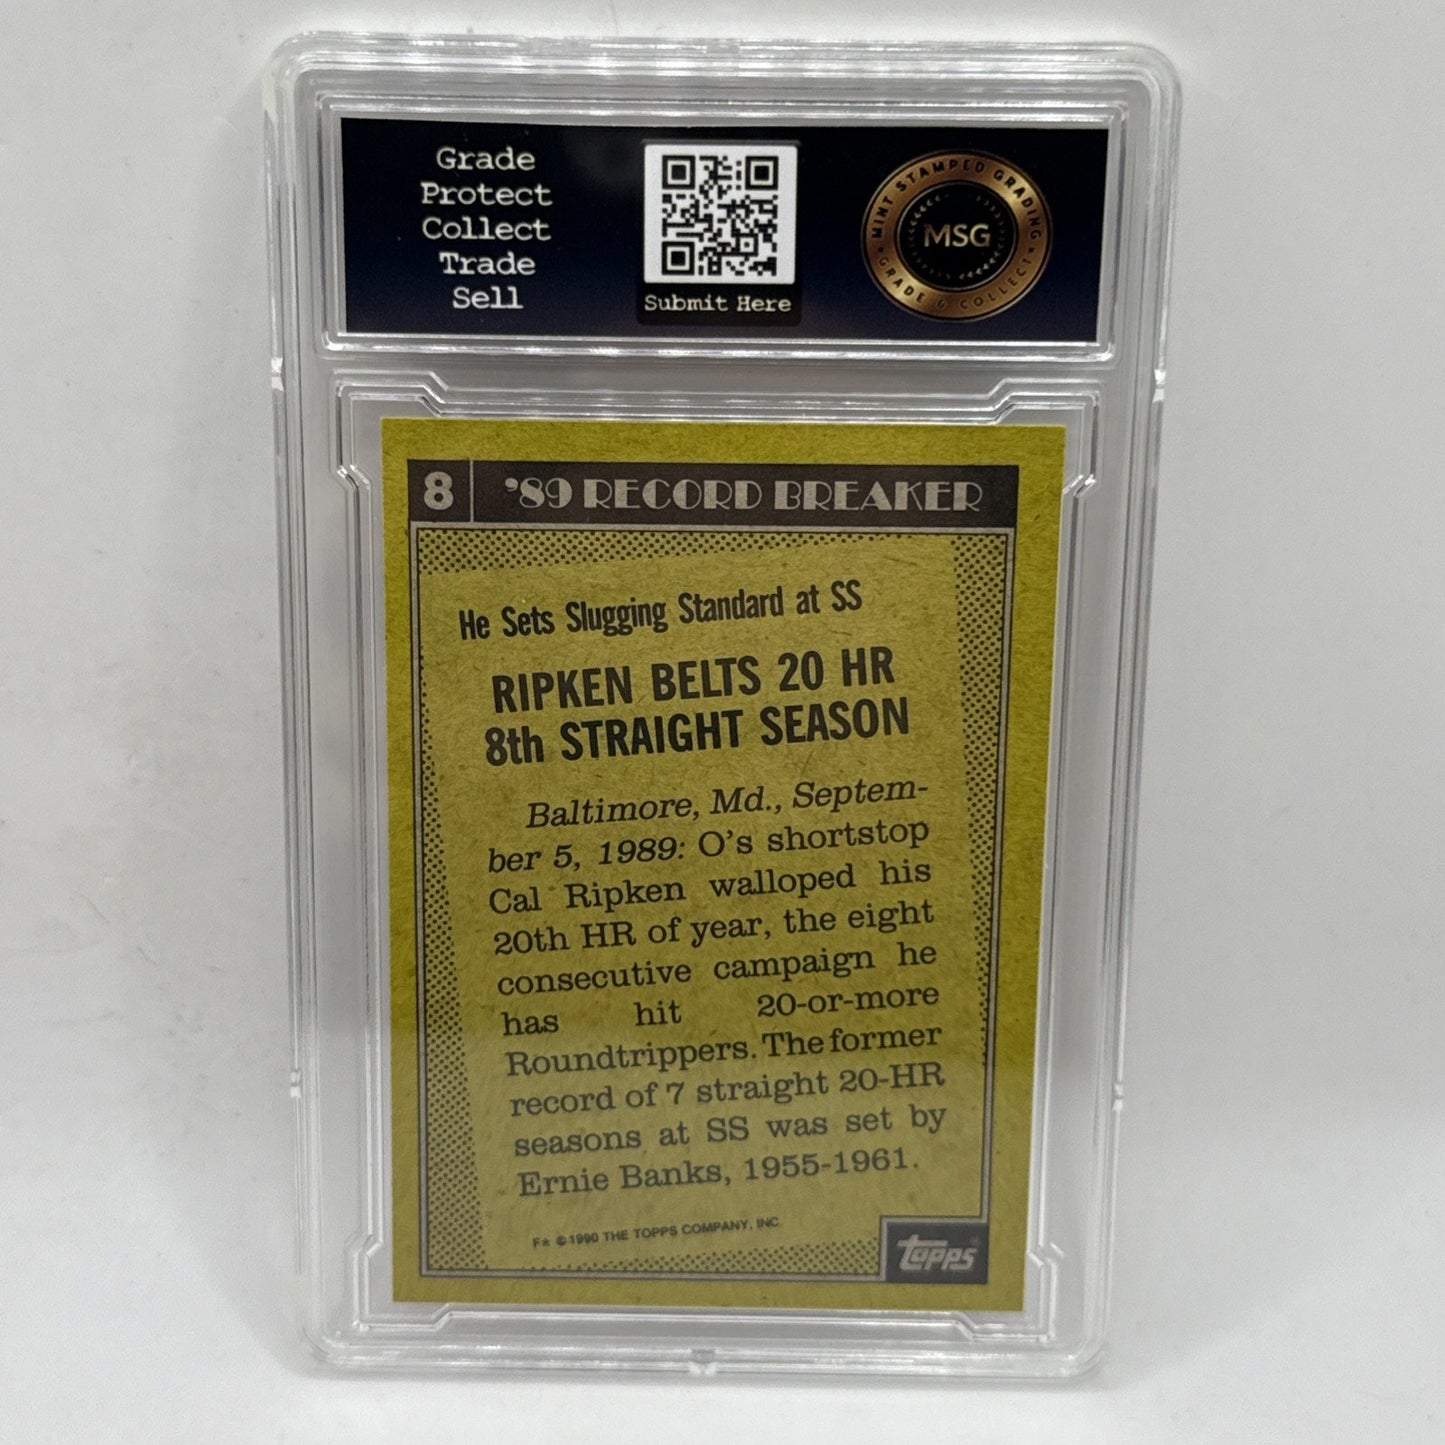 Grade
Protect
Collect
Trade
Sell
Submit Here
MINT STAMPED GRADING
MSG
GRADE & COLLECT
8 '89 RECORD BREAKER
He Sets Slugging Standard at SS
RIPKEN BELTS 20 HR
8th STRAIGHT SEASON
Baltimore, Md., Septem-
ber 5, 1989: O's shortstop
Cal Ripken walloped his
20th HR of year, the eight
consecutive campaign he
has hit 20-or-more
Roundtrippers. The former
record of 7 straight 20-HR
seasons at SS was set by
Ernie Banks, 1955-1961.
F* © 1990 THE TOPPS COMPANY, INC.
topps®